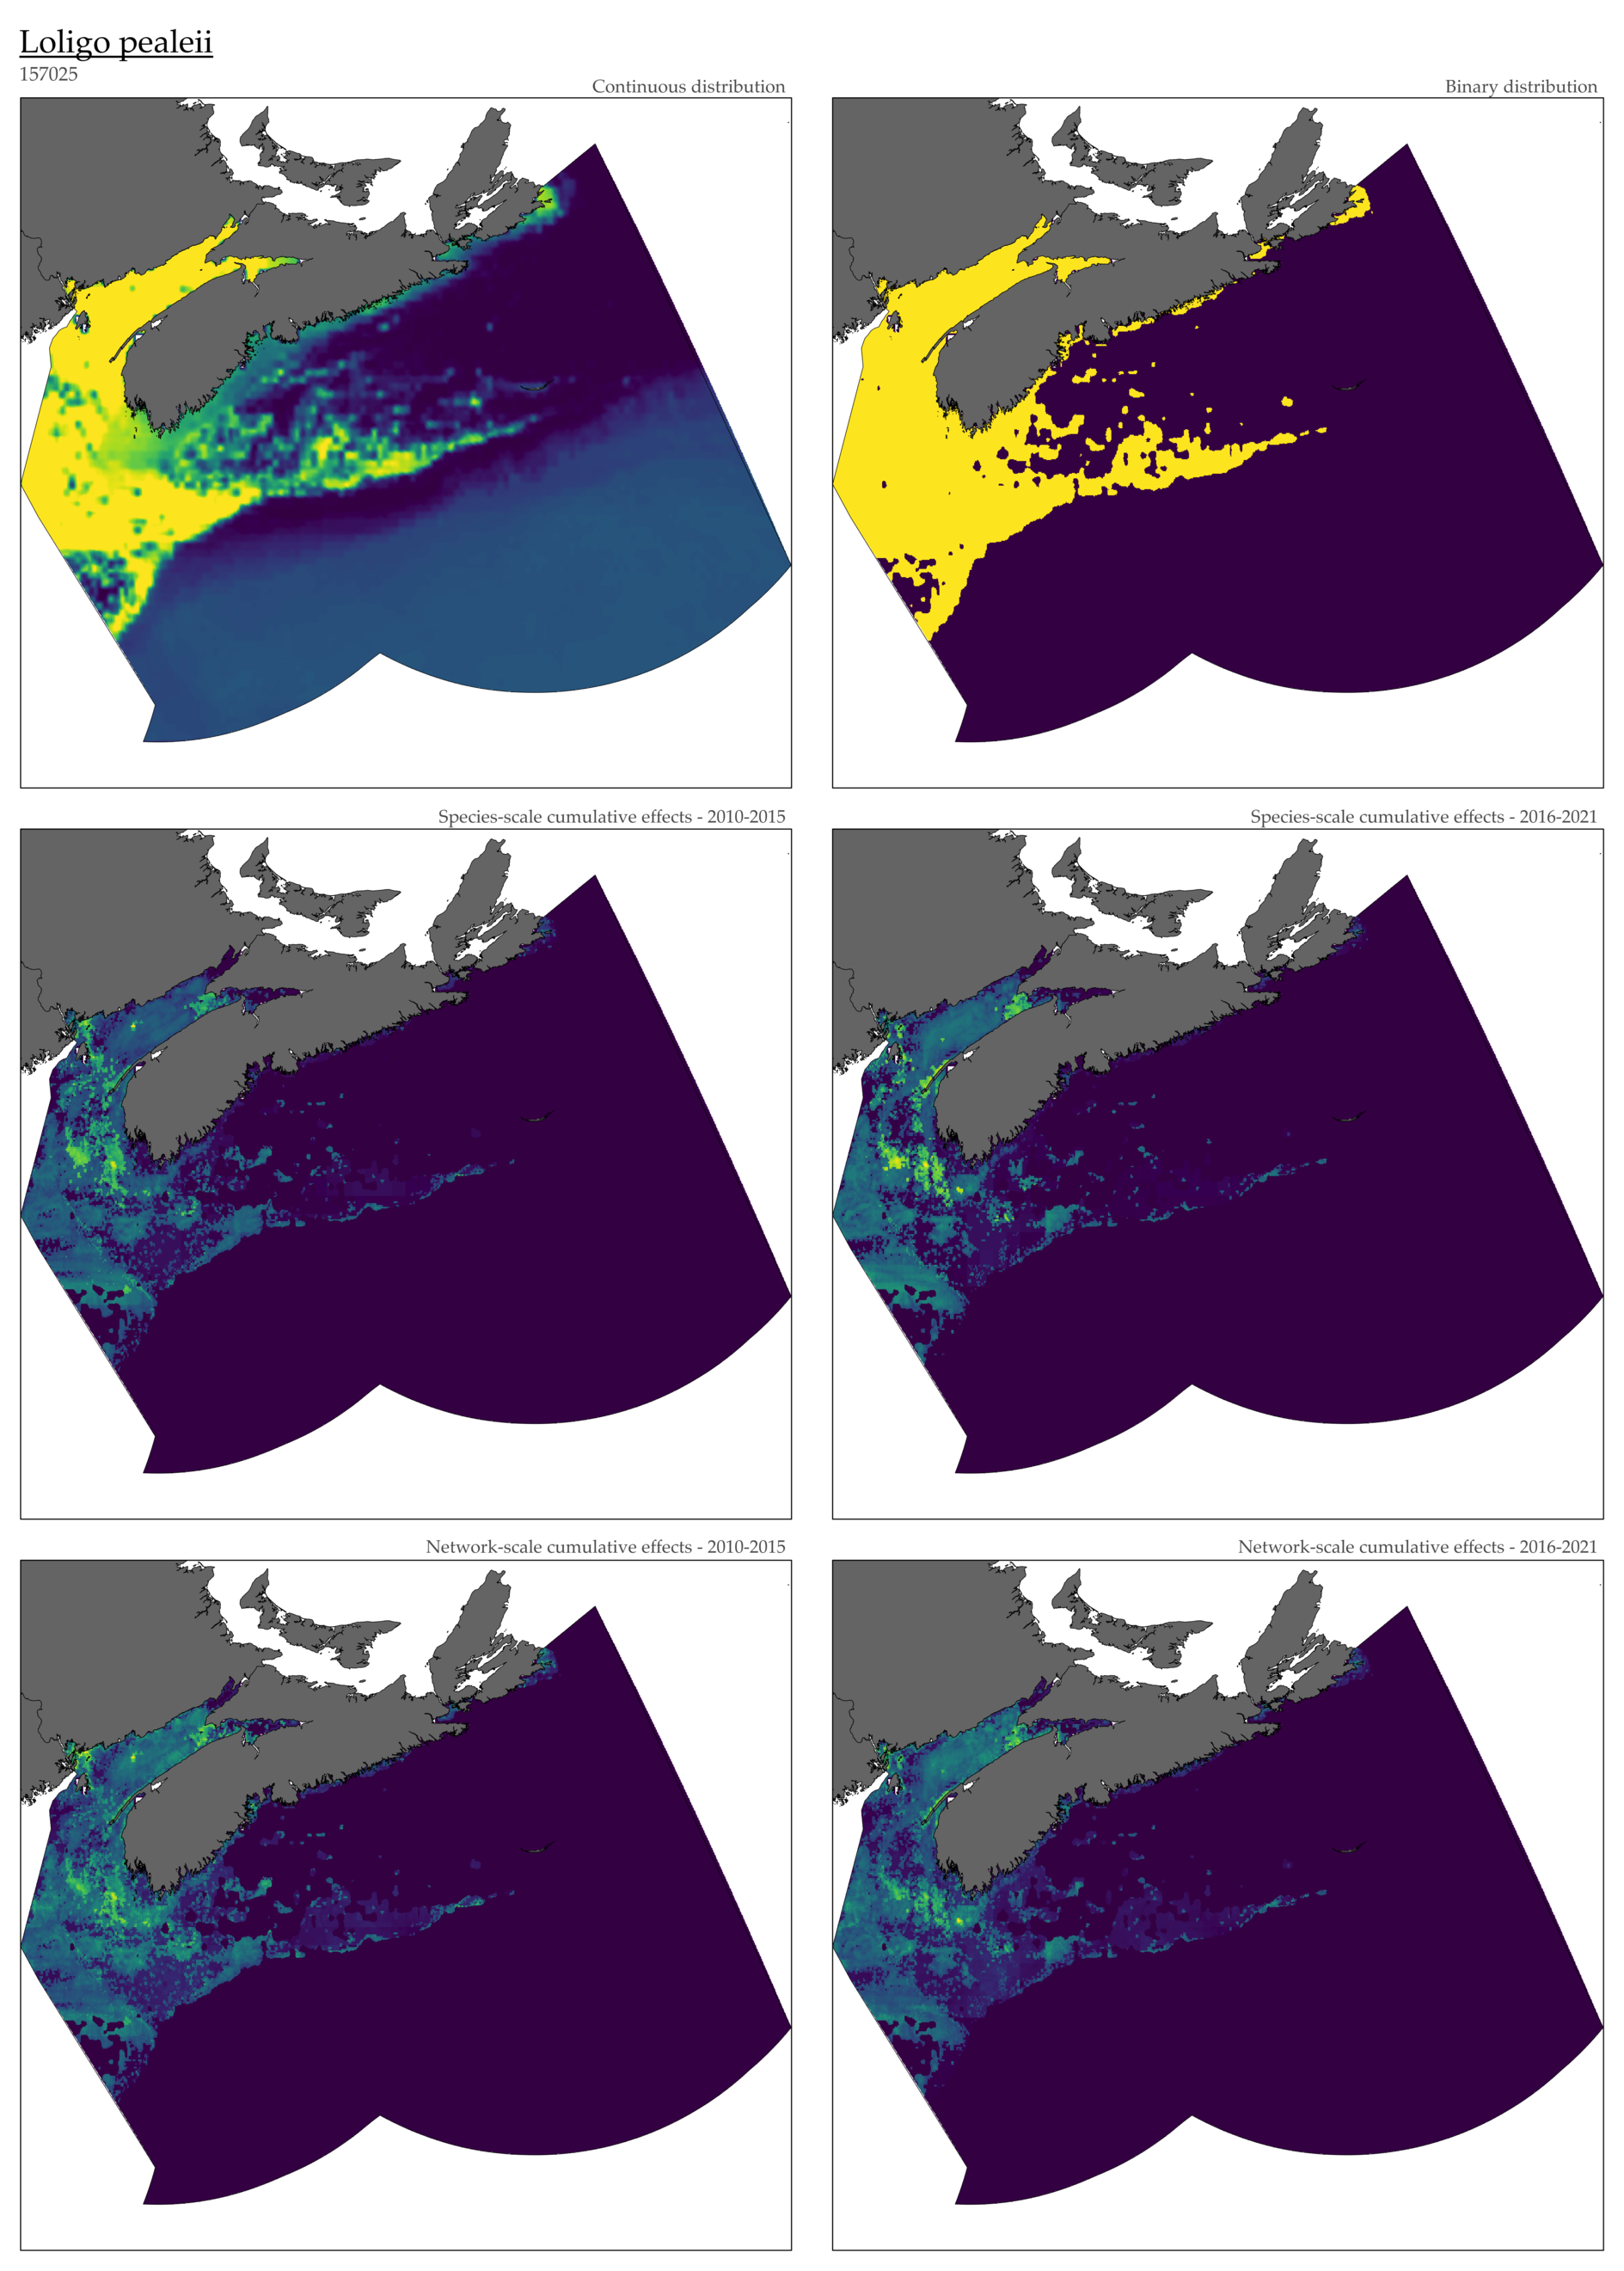 Loligo pealeii
157025
Continuous distribution
Binary distribution
Species-scale cumulative effects - 2010-2015
Species-scale cumulative effects - 2016-2021
Network-scale cumulative effects - 2010-2015
Network-scale cumulative effects - 2016-2021